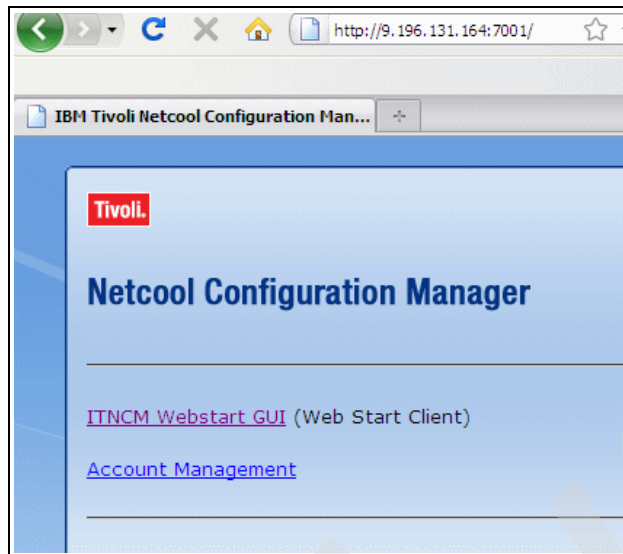 http://9.196.131.164:7001/
IBM Tivoli Netcool Configuration Man...
Tivoli.
Netcool Configuration Manager
ITNCM Webstart GUI (Web Start Client)
Account Management